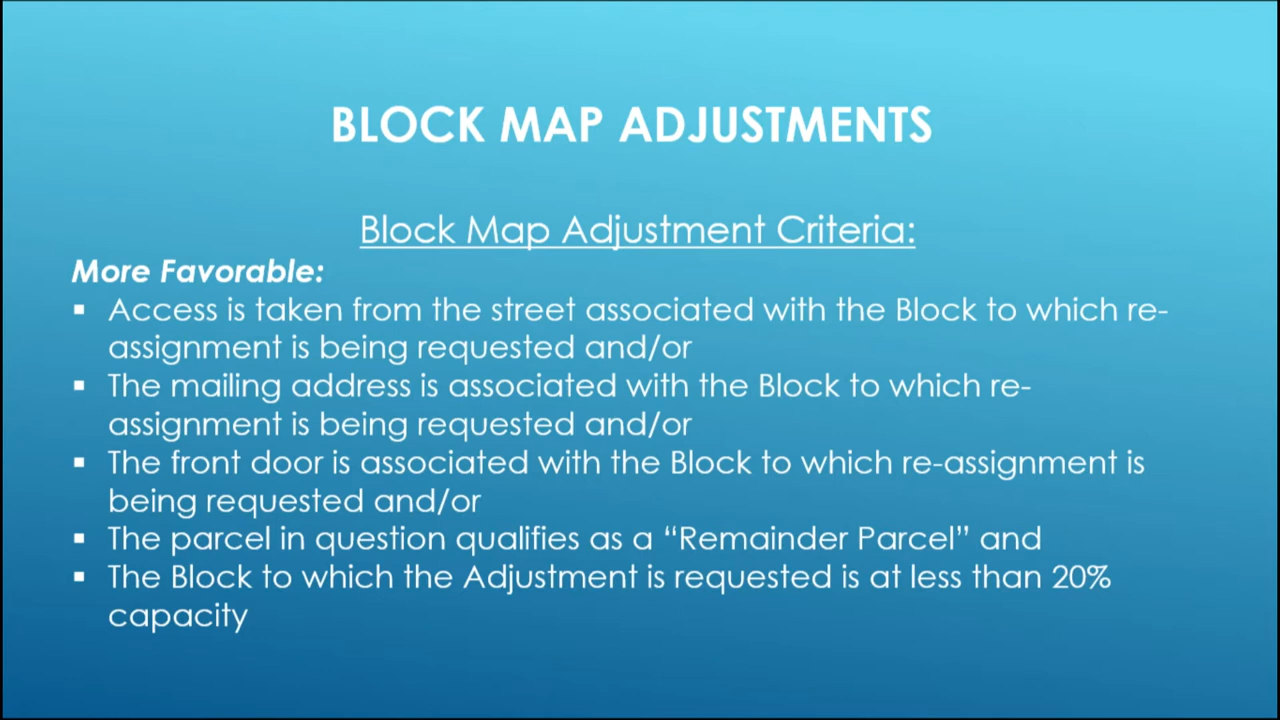 BLOCK MAP ADJUSTMENTS
Block Map Adjustment Criteria:
More Favorable:
▪ Access is taken from the street associated with the Block to which re-
assignment is being requested and/or
▪ The mailing address is associated with the Block to which re-
assignment is being requested and/or
▪ The front door is associated with the Block to which re-assignment is
being requested and/or
▪ The parcel in question qualifies as a “Remainder Parcel” and
▪ The Block to which the Adjustment is requested is at less than 20%
capacity